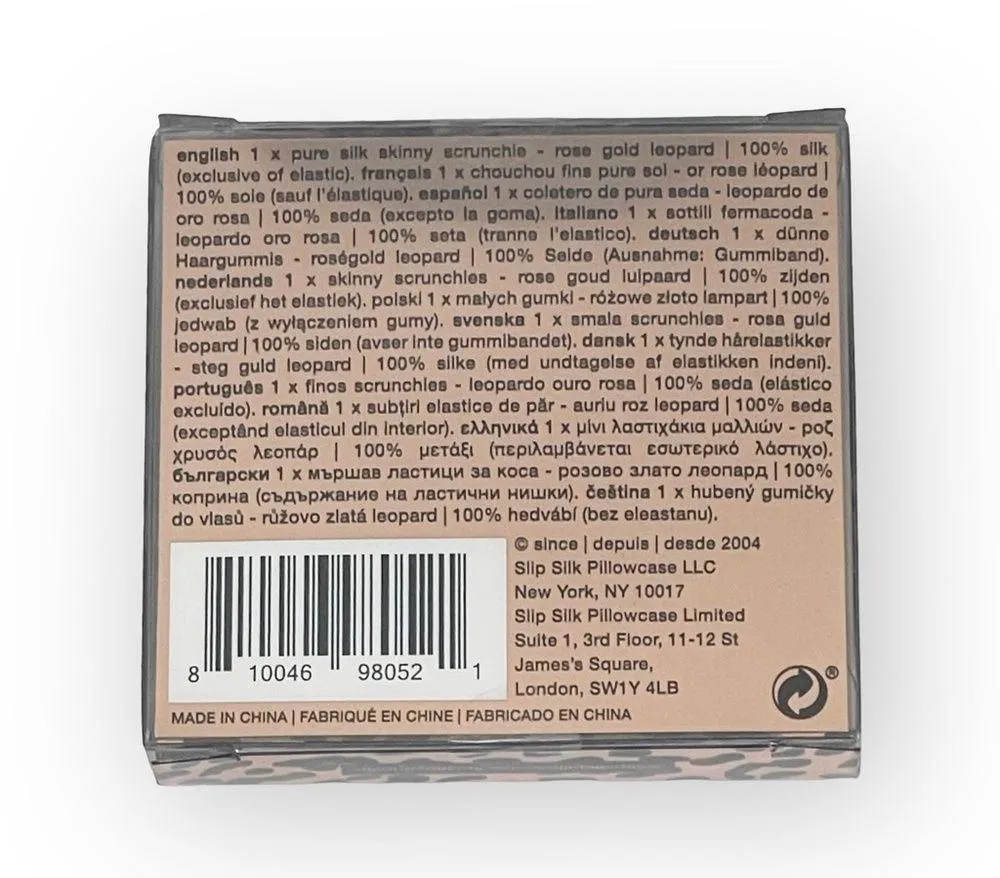 english 1 x pure silk skinny scrunchie - rose gold leopard | 100% silk
(exclusive of elastic). français 1 x chouchou fins pure soi - or rose léopard |
100% soie (sauf l'élastique). español 1 x coletero de pura seda - leopardo de
oro rosa | 100% seda (excepto la goma). italiano 1 x sottili fermacoda -
leopardo oro rosa | 100% seta (tranne l'elastico). deutsch 1 x dünne
Haargummis - roségold leopard | 100% Seide (Ausnahme: Gummiband).
nederlands 1 x skinny scrunchies - rose goud luipaard | 100% zijden
(exclusief het elastiek). polski 1 x małych gumki - różowe złoto lampart | 100%
jedwab (z wyłączeniem gumy). svenska 1 x smala scrunchies - rosa guld
leopard | 100% siden (avser inte gummibandet). dansk 1 x tynde hårelastikker
- steg guld leopard | 100% silke (med undtagelse af elastikken indeni).
português 1 x finos scrunchies - leopardo ouro rosa | 100% seda (elástico
excluído). română 1 x subțiri elastice de păr - auriu roz leopard | 100% seda
(exceptând elasticul din interior). ελληνικά 1 x μίνι λαστιχάκια μαλλιών - ροζ
χρυσός λεοπάρ | 100% μετάξι (περιλαμβάνεται εσωτερικό λάστιχο).
български 1 x мършав ластици за коса - розово злато леопард | 100%
коприна (съдържание на ластични нишки). čeština 1 x hubený gumičky
do vlasů - růžovo zlatá leopard | 100% hedvábí (bez eleastanu).
© since | depuis | desde 2004
Slip Silk Pillowcase LLC
New York, NY 10017
Slip Silk Pillowcase Limited
Suite 1, 3rd Floor, 11-12 St
James's Square,
London, SW1Y 4LB
8 10046 98052 1
MADE IN CHINA | FABRIQUÉ EN CHINE | FABRICADO EN CHINA
®